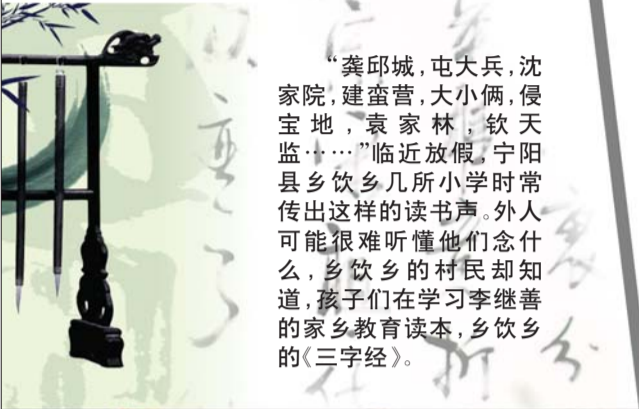 “龚邱城，屯大兵，沈
家院，建蛮营，大小俩，侵
宝地，袁家林，钦天
监……”临近放假，宁阳
县乡饮乡几所小学时常
传出这样的读书声。外人
可能很难听懂他们念什
么，乡饮乡的村民却知
道，孩子们在学习李继善
的家乡教育读本，乡饮乡
的《三字经》。